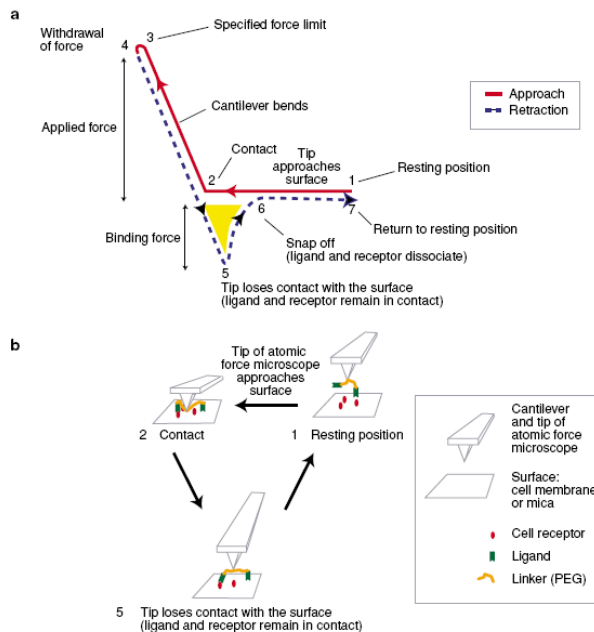 a
Withdrawal
of force
4
3
Specified force limit
Applied force
Cantilever bends
2
Contact
Tip
approaches
surface
1
Resting position
Approach
Retraction
Binding force
5
6
7
Return to resting position
Snap off
(ligand and receptor dissociate)
Tip loses contact with the surface
(ligand and receptor remain in contact)
b
Tip of atomic
force microscope
approaches
surface
2 Contact
1 Resting position
5 Tip loses contact with the surface
(ligand and receptor remain in contact)
Cantilever
and tip of
atomic force
microscope
Surface:
cell membrane
or mica
Cell receptor
Ligand
Linker (PEG)